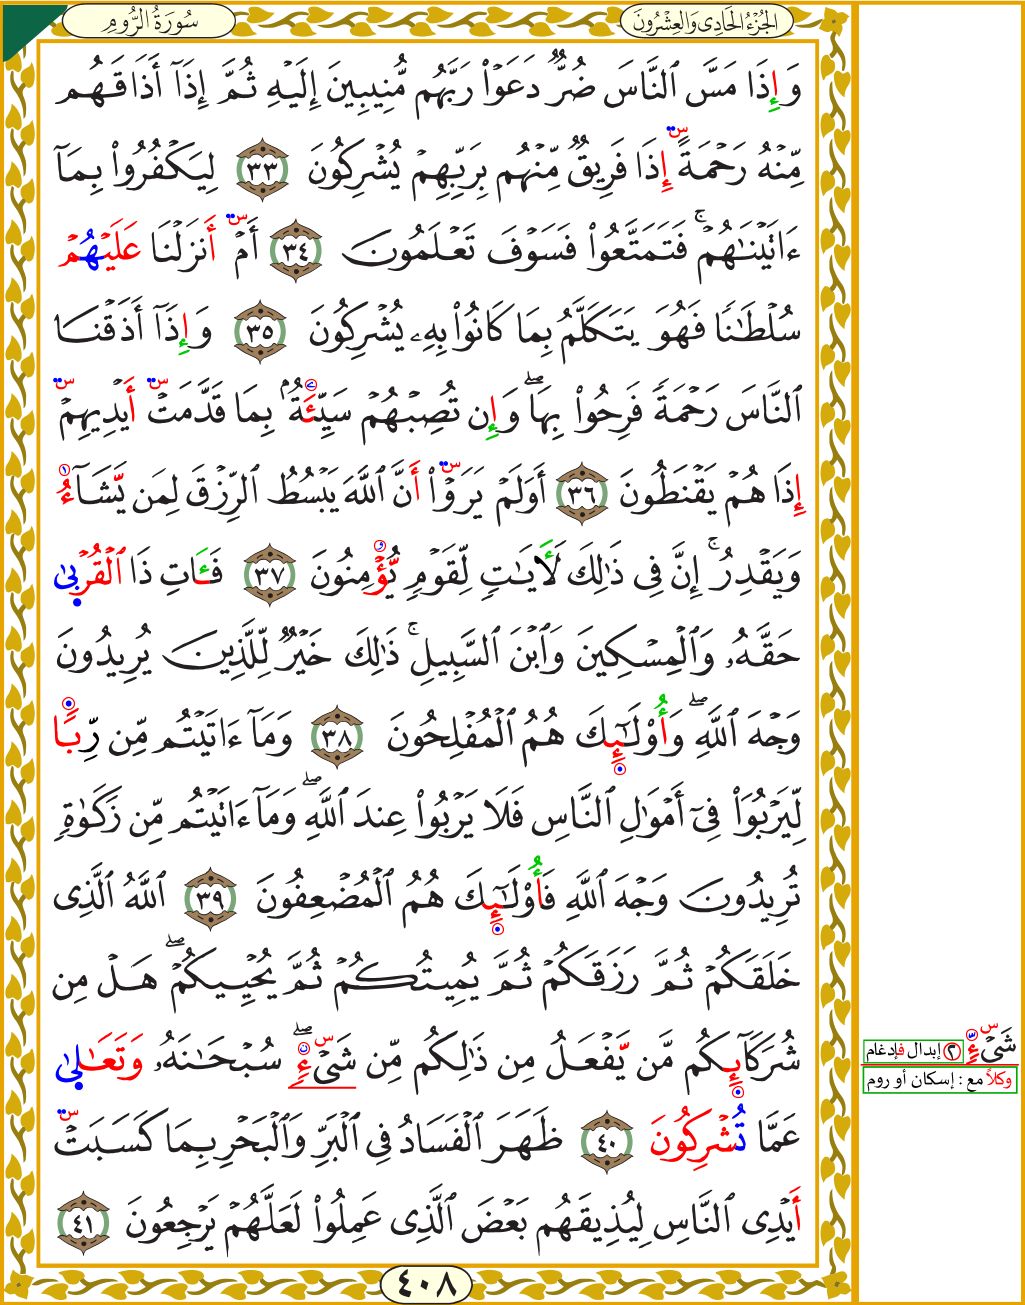 سُورَةُ الرُّومِ
الجُزْءُ الحَادِي وَالعِشْرُونَ
وَإِذَا مَسَّ ٱلنَّاسَ ضُرٌّ دَعَوۡاْ رَبَّهُم مُّنِيبِينَ إِلَيۡهِ ثُمَّ إِذَآ أَذَاقَهُم
مِّنۡهُ رَحۡمَةً إِذَا فَرِيقٌ مِّنۡهُم بِرَبِّهِمۡ يُشۡرِكُونَ ٣٣ لِيَكۡفُرُواْ بِمَآ
ءَاتَيۡنَٰهُمۡۚ فَتَمَتَّعُواْ فَسَوۡفَ تَعۡلَمُونَ ٣٤ أَمۡ أَنزَلۡنَا عَلَيۡهُمۡ
سُلۡطَٰنٗا فَهُوَ يَتَكَلَّمُ بِمَا كَانُواْ بِهِۦ يُشۡرِكُونَ ٣٥ وَإِذَآ أَذَقۡنَا
ٱلنَّاسَ رَحۡمَةٗ فَرِحُواْ بِهَاۖ وَإِن تُصِبۡهُمۡ سَيِّئَةُۢ بِمَا قَدَّمَتۡ أَيۡدِيهِمۡ
إِذَا هُمۡ يَقۡنَطُونَ ٣٦ أَوَلَمۡ يَرَوۡاْ أَنَّ ٱللَّهَ يَبۡسُطُ ٱلرِّزۡقَ لِمَن يَشَآءُ
وَيَقۡدِرُۚ إِنَّ فِي ذَٰلِكَ لَأٓيَٰتٖ لِّقَوۡمٖ يُؤۡمِنُونَ ٣٧ فَـَٔاتِ ذَا ٱلۡقُرۡبَىٰ
حَقَّهُۥ وَٱلۡمِسۡكِينَ وَٱبۡنَ ٱلسَّبِيلِۚ ذَٰلِكَ خَيۡرٞ لِّلَّذِينَ يُرِيدُونَ
وَجۡهَ ٱللَّهِۖ وَأُوْلَٰٓئِكَ هُمُ ٱلۡمُفۡلِحُونَ ٣٨ وَمَآ ءَاتَيۡتُم مِّن رِّبٗا
لِّيَرۡبُوَاْ فِيٓ أَمۡوَٰلِ ٱلنَّاسِ فَلَا يَرۡبُواْ عِندَ ٱللَّهِۖ وَمَآ ءَاتَيۡتُم مِّن زَكَوٰةٖ
تُرِيدُونَ وَجۡهَ ٱللَّهِ فَأُوْلَٰٓئِكَ هُمُ ٱلۡمُضۡعِفُونَ ٣٩ ٱللَّهُ ٱلَّذِي
خَلَقَكُمۡ ثُمَّ رَزَقَكُمۡ ثُمَّ يُمِيتُكُمۡ ثُمَّ يُحۡيِيكُمۡۖ هَلۡ مِن
شُرَكَآئِكُم مَّن يَفۡعَلُ مِن ذَٰلِكُم مِّن شَيۡءٖۚ سُبۡحَٰنَهُۥ وَتَعَٰلَىٰ
عَمَّا تُشۡرِكُونَ ٤٠ ظَهَرَ ٱلۡفَسَادُ فِي ٱلۡبَرِّ وَٱلۡبَحۡرِ بِمَا كَسَبَتۡ
أَيۡدِي ٱلنَّاسِ لِيُذِيقَهُم بَعۡضَ ٱلَّذِي عَمِلُواْ لَعَلَّهُمۡ يَرۡجِعُونَ ٤١
شَيۡءٖ
٢ إبدال فإدغام
وكلاً مع : إسكان أو روم
٤٠٨